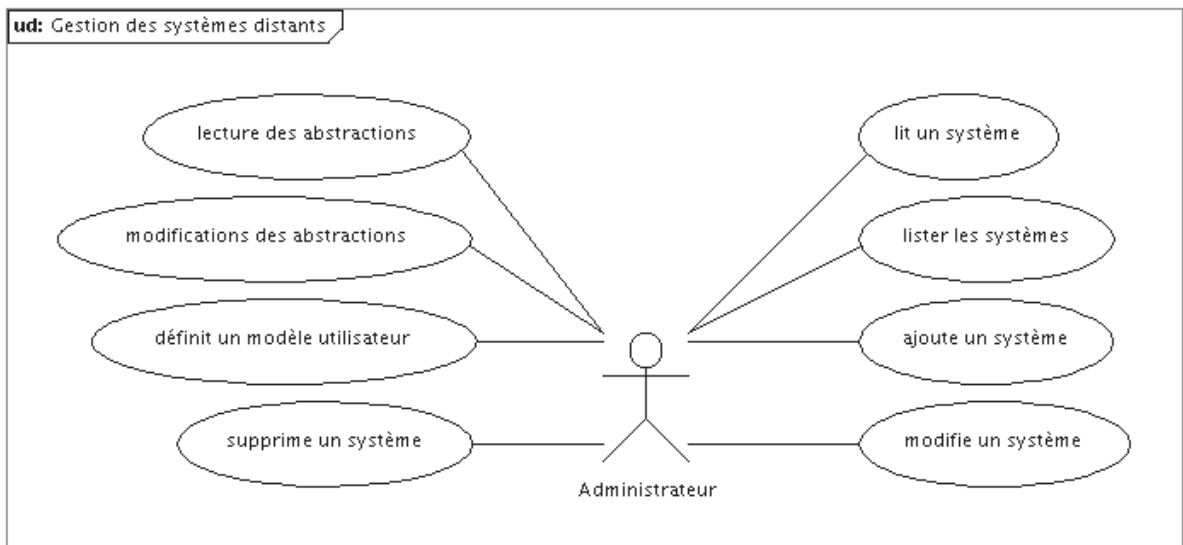 ud: Gestion des systèmes distants
lecture des abstractions
lit un système
modifications des abstractions
lister les systèmes
définit un modèle utilisateur
ajoute un système
supprime un système
modifie un système
Administrateur